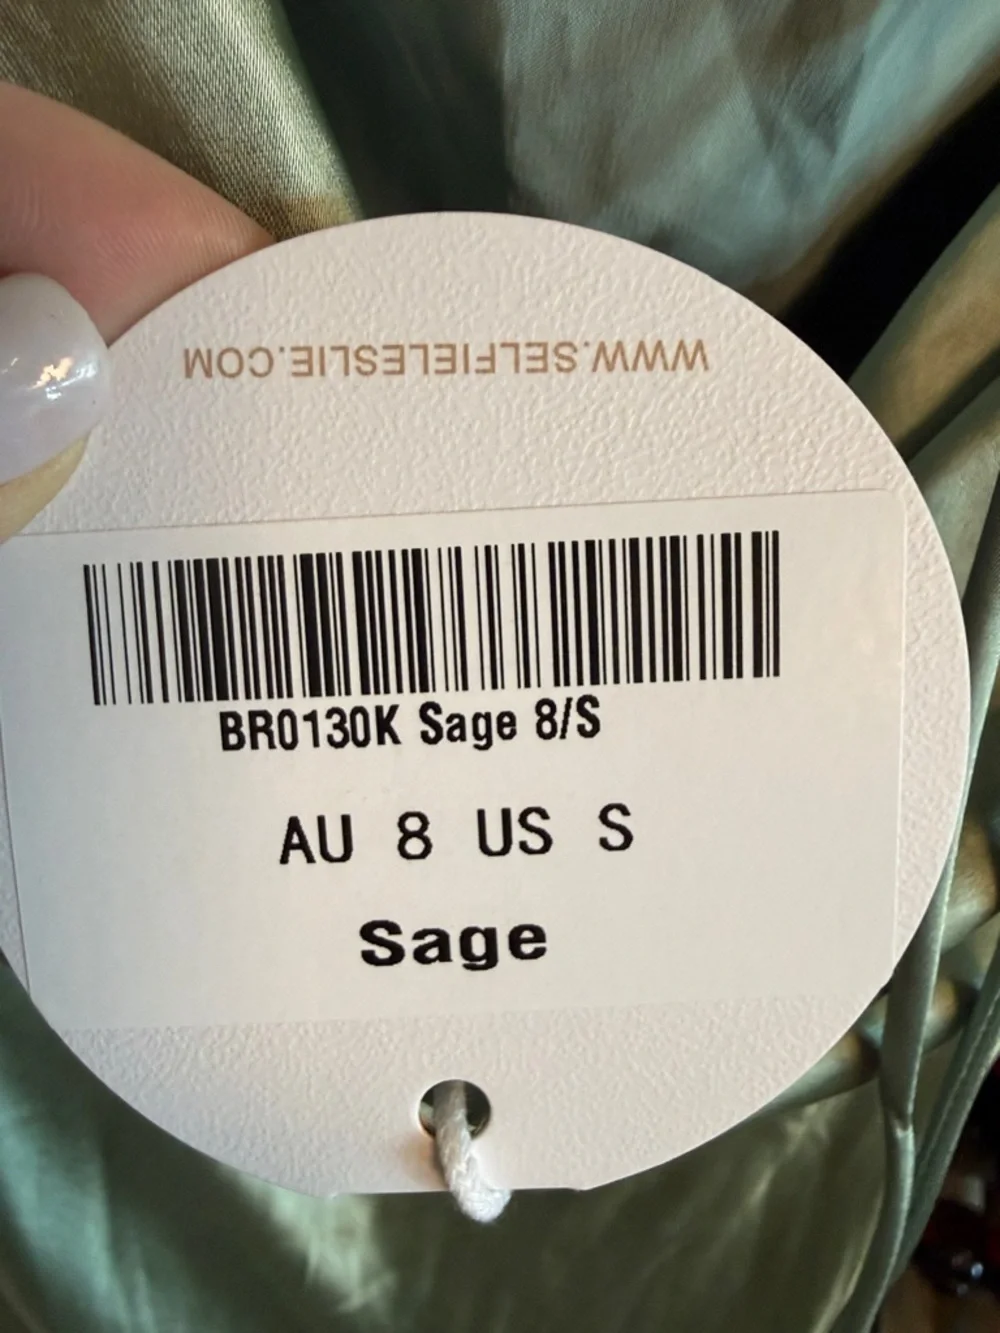 WWW.SELFIELESLIE.COM
BR0130K Sage 8/S
AU 8 US S
Sage